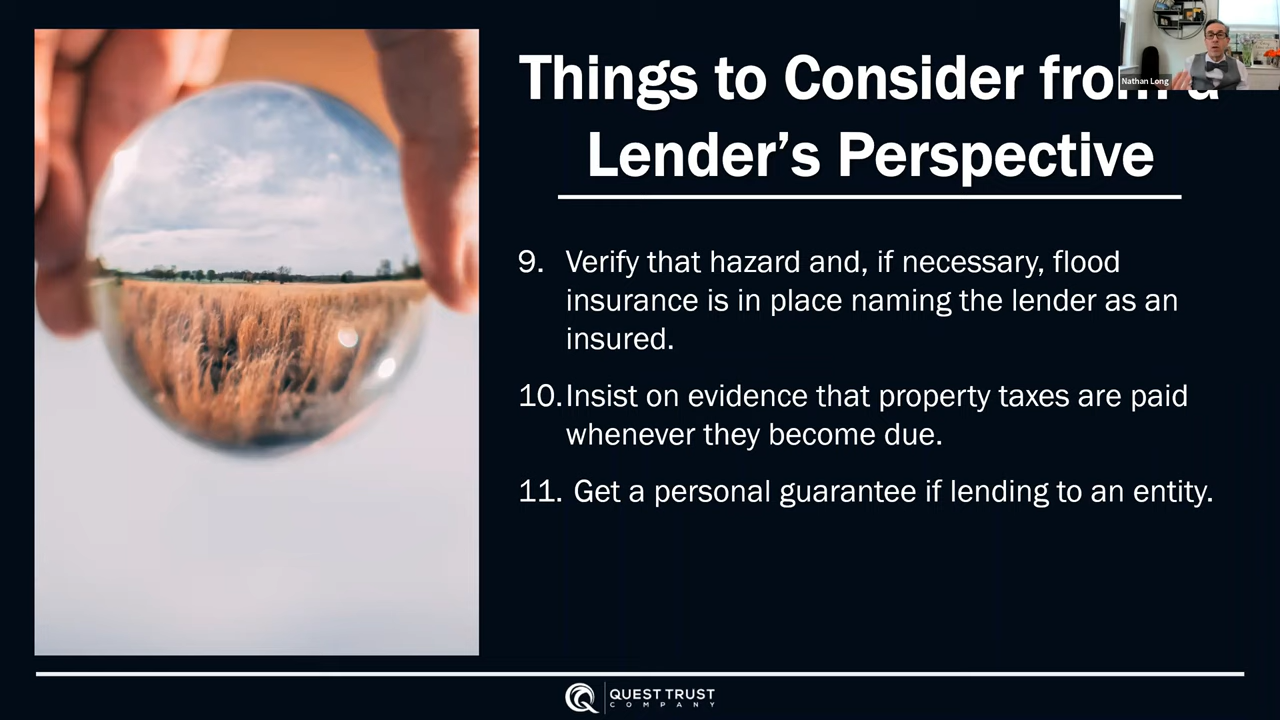 Things to Consider from a
Lender's Perspective
Nathan Long
9. Verify that hazard and, if necessary, flood
insurance is in place naming the lender as an
insured.
10. Insist on evidence that property taxes are paid
whenever they become due.
11. Get a personal guarantee if lending to an entity.
QUEST TRUST
COMPANY